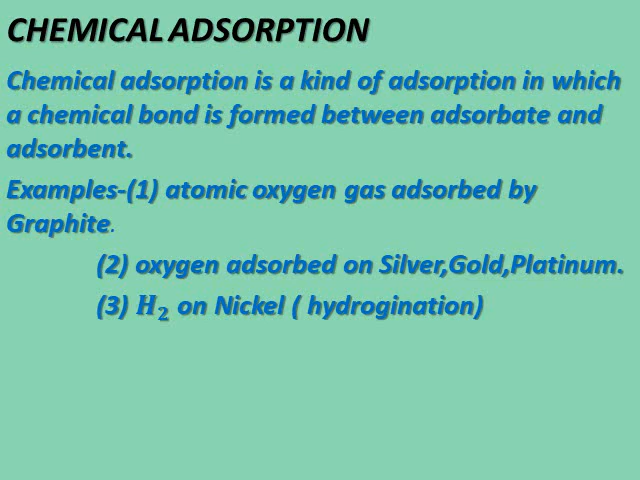 CHEMICAL ADSORPTION
Chemical adsorption is a kind of adsorption in which
a chemical bond is formed between adsorbate and
adsorbent.
Examples-(1) atomic oxygen gas adsorbed by
Graphite.
(2) oxygen adsorbed on Silver,Gold,Platinum.
(3) H₂ on Nickel ( hydrogination)